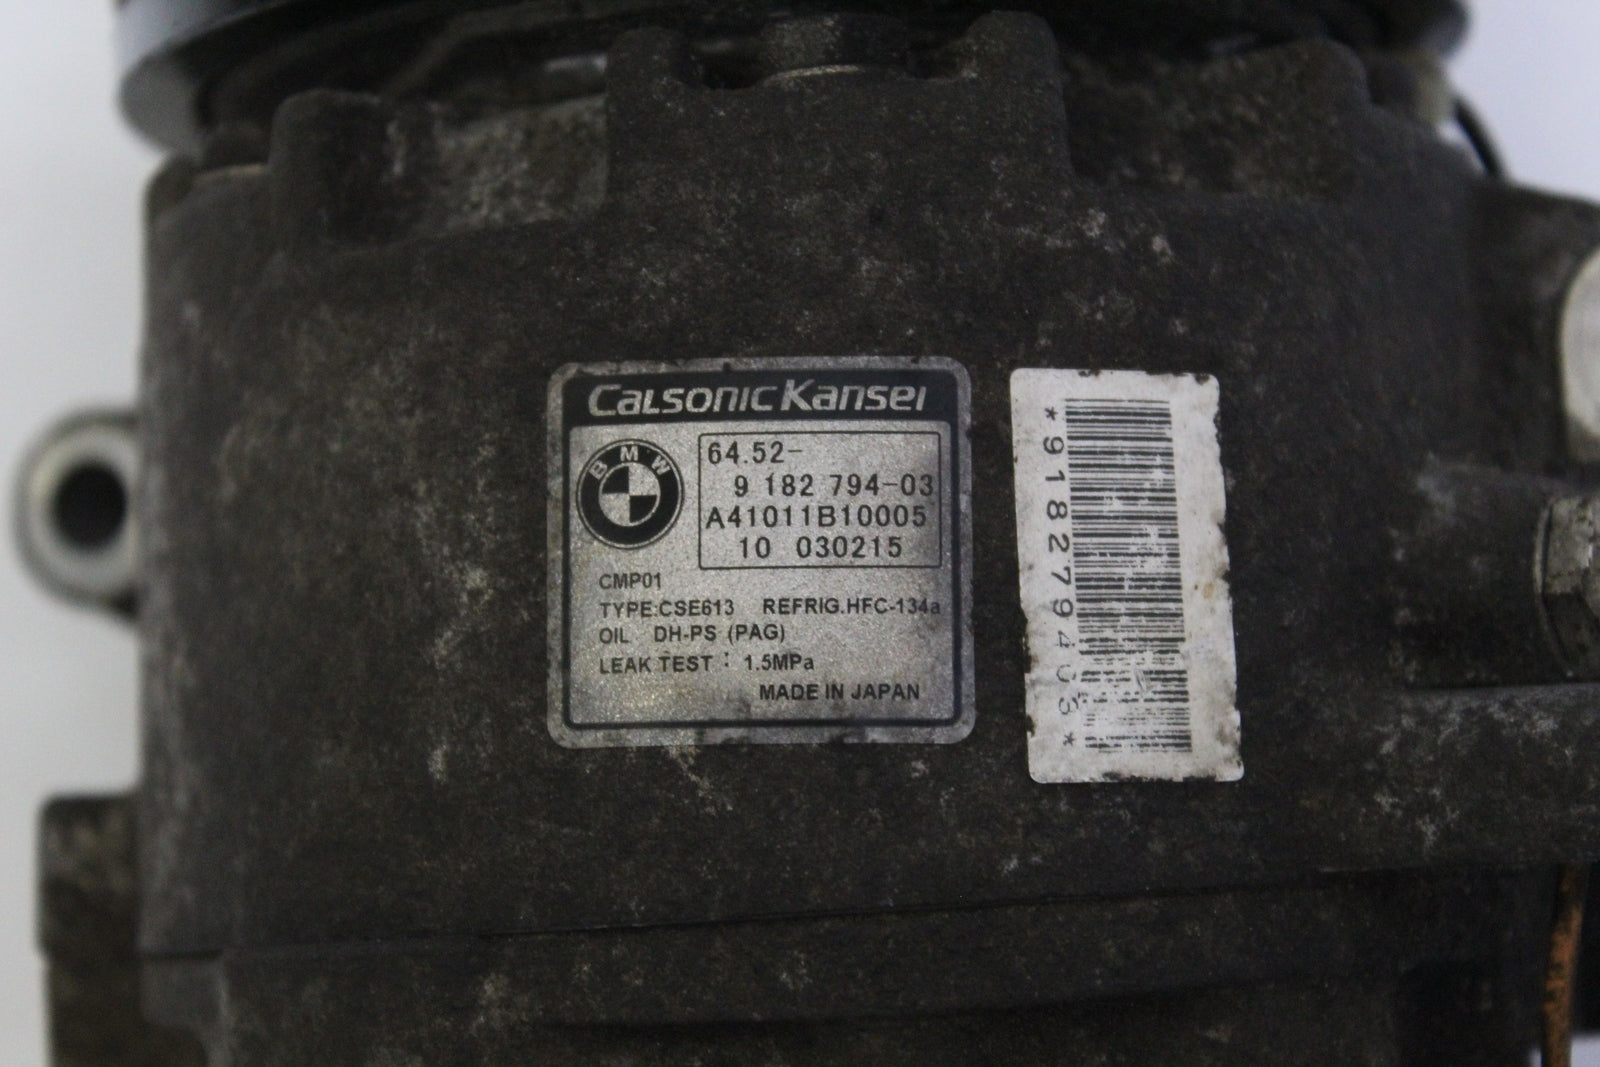 CalsonicKansei
BMW
64.52-
9 182 794-03
A41011B10005
10 030215
CMP01
TYPE:CSE613 REFRIG.HFC-134a
OIL DH-PS (PAG)
LEAK TEST : 1.5MPa
MADE IN JAPAN
*918279403*